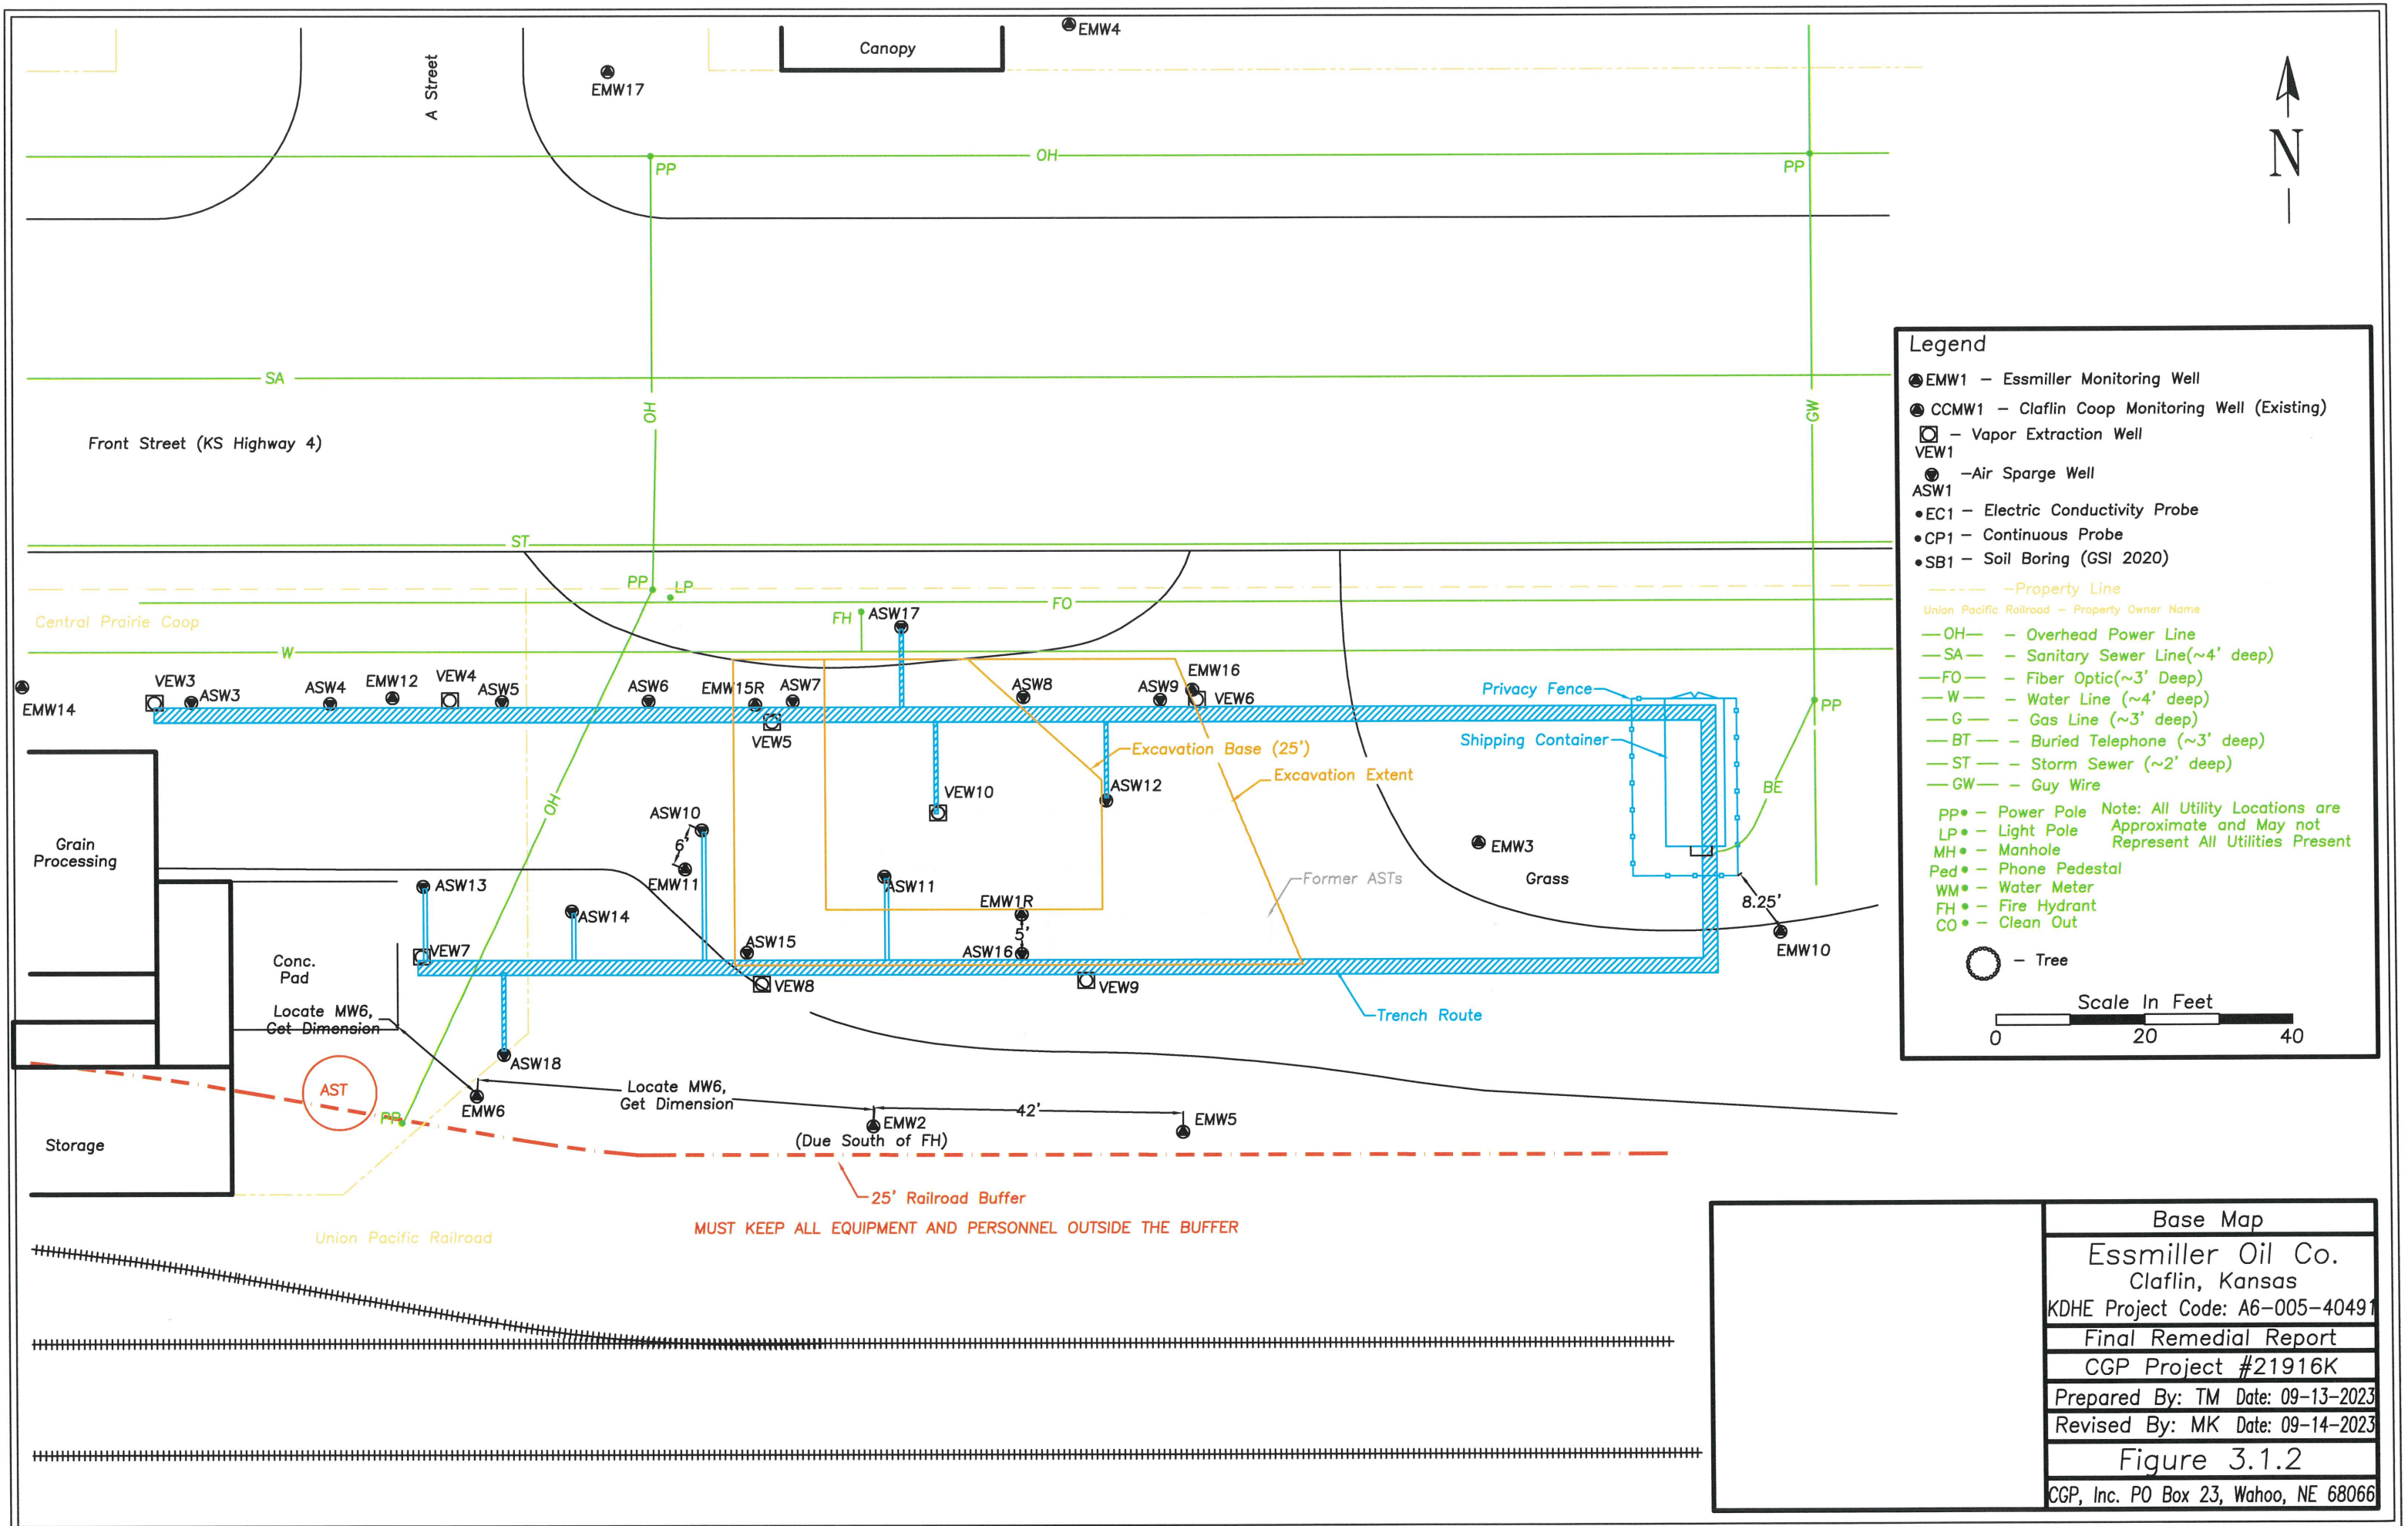 EMW4
Canopy
A Street
EMW17
N
OH
PP
PP
SA
OH
GW
Front Street (KS Highway 4)
ST
PP
LP
FO
Central Prairie Coop
FH
ASW17
W
EMW14
VEW3
ASW3
ASW4
EMW12
VEW4
ASW5
ASW6
EMW15R
ASW7
VEW5
ASW8
ASW9
EMW16
VEW6
Privacy Fence
PP
Shipping Container
Excavation Base (25')
Excavation Extent
BE
VEW10
ASW12
OH
ASW10
6'
EMW11
EMW3
Grass
Grain
Processing
ASW13
ASW14
ASW11
Former ASTs
EMW1R
5'
8.25'
EMW10
VEW7
ASW15
ASW16
VEW8
VEW9
Conc.
Pad
Locate MW6,
Get Dimension
Trench Route
ASW18
AST
PP
EMW6
Locate MW6,
Get Dimension
42'
EMW2
(Due South of FH)
EMW5
Storage
25' Railroad Buffer
MUST KEEP ALL EQUIPMENT AND PERSONNEL OUTSIDE THE BUFFER
Union Pacific Railroad
Legend
EMW1 - Essmiller Monitoring Well
CCMW1 - Claflin Coop Monitoring Well (Existing)
- Vapor Extraction Well
VEW1
-Air Sparge Well
ASW1
EC1 - Electric Conductivity Probe
CP1 - Continuous Probe
SB1 - Soil Boring (GSI 2020)
-Property Line
Union Pacific Railroad - Property Owner Name
OH - Overhead Power Line
SA - Sanitary Sewer Line(~4' deep)
FO - Fiber Optic(~3' Deep)
W - Water Line (~4' deep)
G - Gas Line (~3' deep)
BT - Buried Telephone (~3' deep)
ST - Storm Sewer (~2' deep)
GW - Guy Wire
PP - Power Pole
LP - Light Pole
MH - Manhole
Ped - Phone Pedestal
WM - Water Meter
FH - Fire Hydrant
CO - Clean Out
Note: All Utility Locations are
Approximate and May not
Represent All Utilities Present
- Tree
Scale In Feet
0 20 40
Base Map
Essmiller Oil Co.
Claflin, Kansas
KDHE Project Code: A6-005-40491
Final Remedial Report
CGP Project #21916K
Prepared By: TM Date: 09-13-2023
Revised By: MK Date: 09-14-2023
Figure 3.1.2
CGP, Inc. PO Box 23, Wahoo, NE 68066